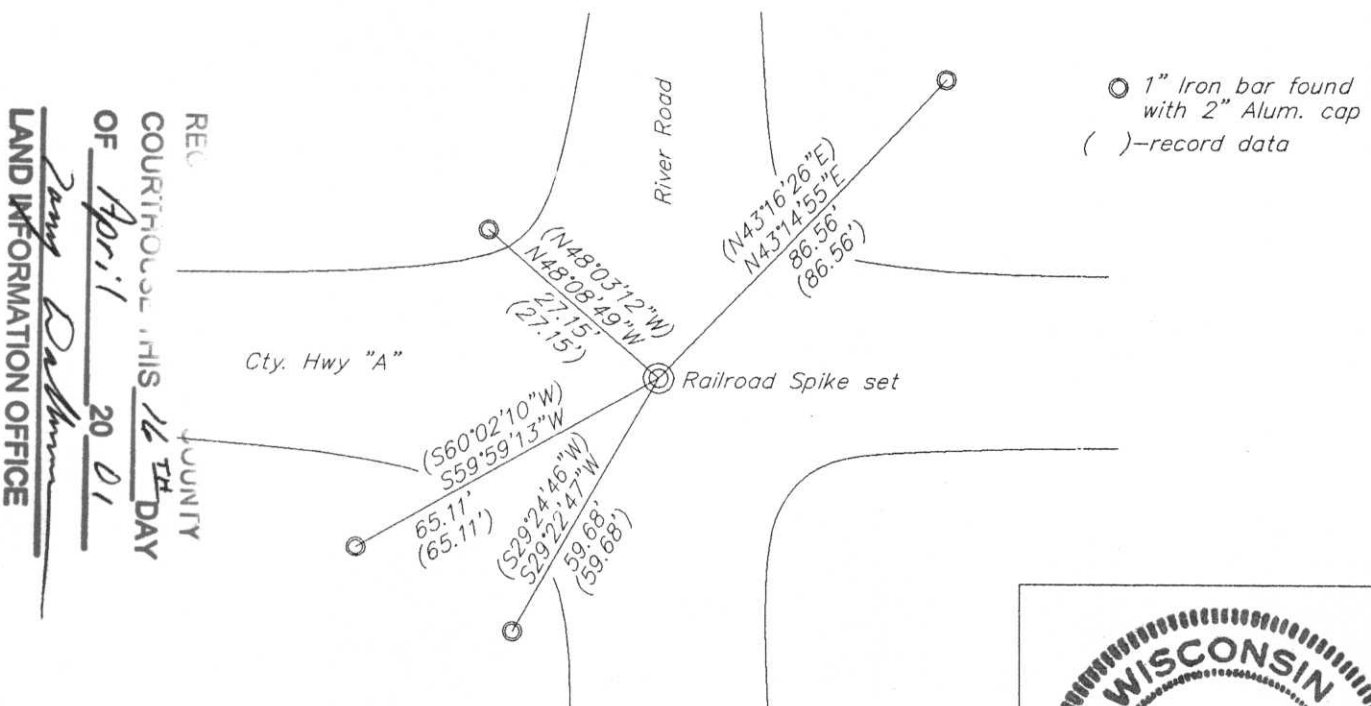 REC
COUNTY
COURTHOUSE THIS 16TH DAY
OF April 20 01
LAND INFORMATION OFFICE
River Road
1" Iron bar found
with 2" Alum. cap
( )-record data
(N43°16'26"E)
N43°14'55"E
86.56'
(86.56')
(N48°03'12"W)
N48°08'49"W
27.15'
(27.15')
Cty. Hwy "A"
Railroad Spike set
(S60°02'10"W)
S59°59'13"W
65.11'
(65.11')
(S29°24'46"W)
S29°22'47"W
59.68'
(59.68')
WISCONSIN